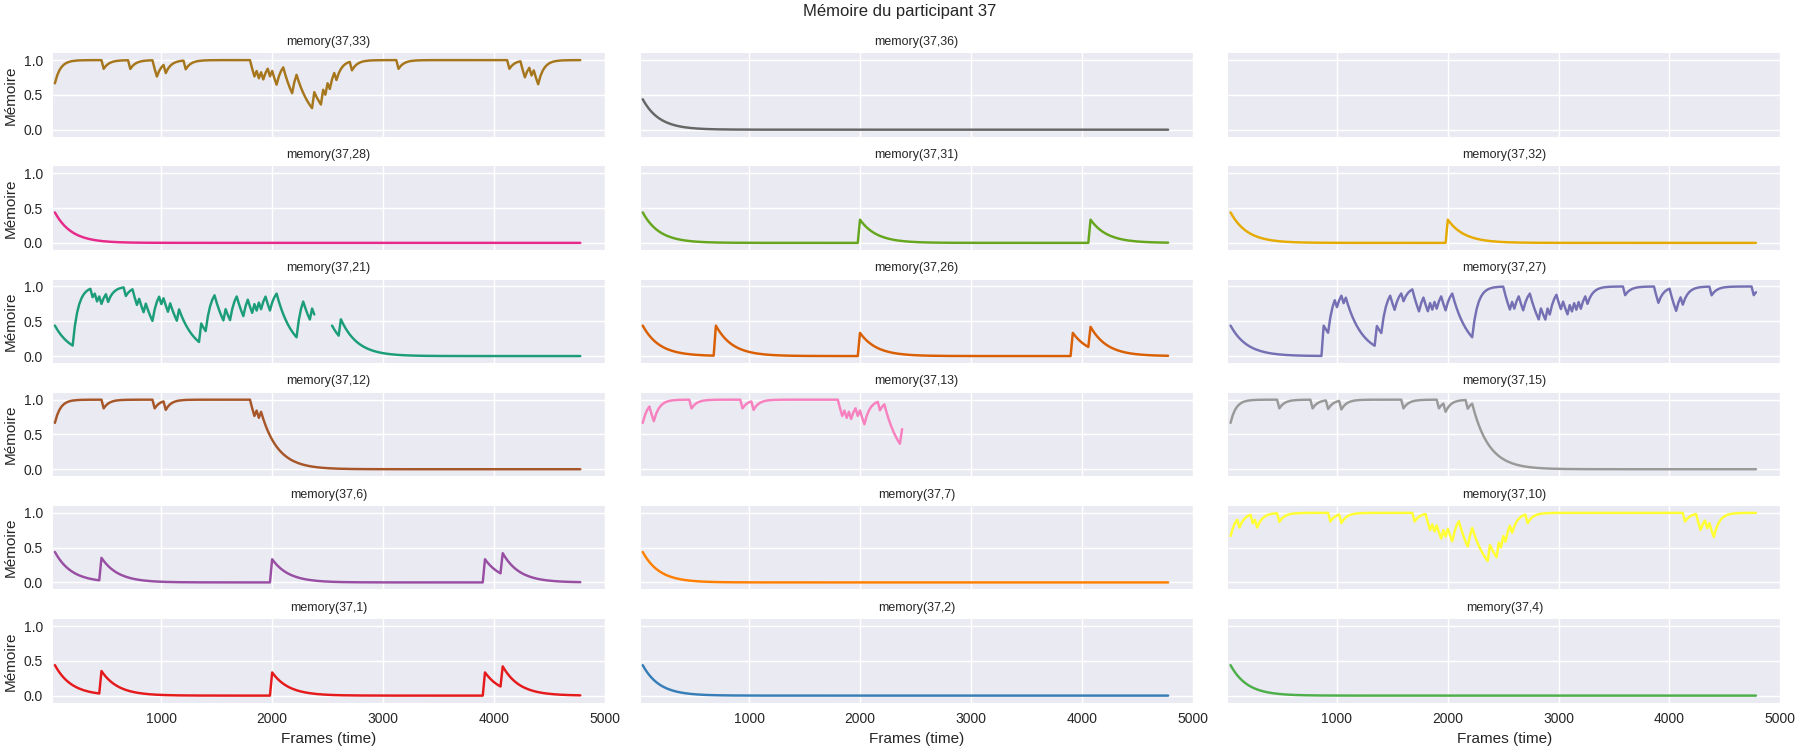 Mémoire du participant 37
memory(37,33)
memory(37,36)
Mémoire
1.0
0.5
0.0
memory(37,28)
memory(37,31)
memory(37,32)
Mémoire
1.0
0.5
0.0
memory(37,21)
memory(37,26)
memory(37,27)
Mémoire
1.0
0.5
0.0
memory(37,12)
memory(37,13)
memory(37,15)
Mémoire
1.0
0.5
0.0
memory(37,6)
memory(37,7)
memory(37,10)
Mémoire
1.0
0.5
0.0
memory(37,1)
memory(37,2)
memory(37,4)
Mémoire
1.0
0.5
0.0
1000 2000 3000 4000 5000
1000 2000 3000 4000 5000
1000 2000 3000 4000 5000
Frames (time)
Frames (time)
Frames (time)